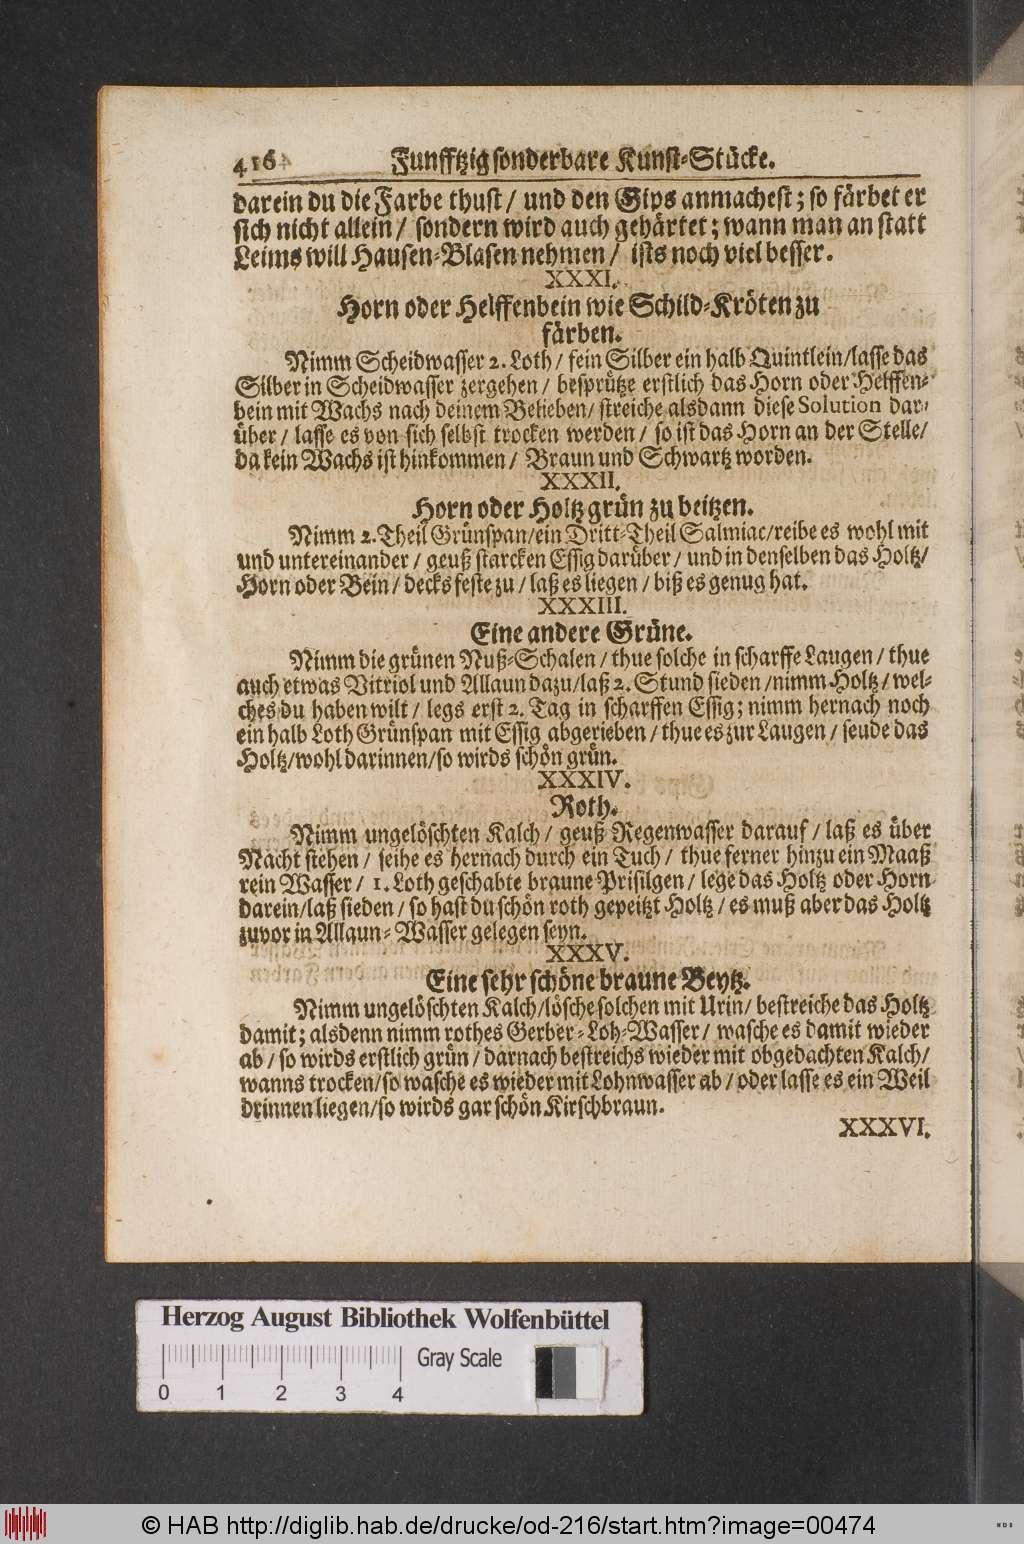 416 Funfftzig sonderbare Kunst-Stücke.
darein du die Farbe thust / und den Gips anmachest; so färbet er
sich nicht allein / sondern wird auch gehärtet; wann man an statt
Leims will Hausen-Blasen nehmen / ists noch viel besser.
XXXI.
Horn oder Helffenbein wie Schild-Kröten zu
färben.
Nimm Scheidwasser 2. Loth / fein Silber ein halb Quintlein/lasse das
Silber in Scheidwasser zergehen / besprütze erstlich das Horn oder Helffen-
bein mit Wachs nach deinem Belieben/ streiche alsdann diese Solution dar-
über / lasse es von sich selbst trocken werden / so ist das Horn an der Stelle/
da kein Wachs ist hinkommen / Braun und Schwartz worden.
XXXII.
Horn oder Holtz grün zu beitzen.
Nimm 2. Theil Grünspan/ein Dritt-Theil Salmiac/reibe es wohl mit
und untereinander / geuß starcken Essig darüber / und in denselben das Holtz/
Horn oder Bein / decks feste zu / laß es liegen / biß es genug hat.
XXXIII.
Eine andere Grüne.
Nimm die grünen Nuß-Schalen / thue solche in scharffe Laugen / thue
auch etwas Vitriol und Allaun dazu/laß 2. Stund sieden /nimm Holtz / wel-
ches du haben wilt / legs erst 2. Tag in scharffen Essig; nimm hernach noch
ein halb Loth Grünspan mit Essig abgerieben / thue es zur Laugen / seude das
Holtz/wohl darinnen/so wirds schön grün.
XXXIV.
Roth.
Nimm ungelöschten Kalch / geuß Regenwasser darauf / laß es über
Nacht stehen / seihe es hernach durch ein Tuch / thue ferner hinzu ein Maaß
rein Wasser / 1. Loth geschabte braune Prisilgen / lege das Holtz oder Horn
darein/laß sieden / so hast du schön roth gepeitzt Holtz / es muß aber das Holtz
zuvor in Allaun-Wasser gelegen seyn.
XXXV.
Eine sehr schöne braune Beytz.
Nimm ungelöschten Kalch/lösche solchen mit Urin/ bestreiche das Holtz
damit; alsdenn nimm rothes Gerber-Loh-Wasser / wasche es damit wieder
ab / so wirds erstlich grün / darnach bestreichs wieder mit obgedachten Kalch/
wanns trocken/so wasche es wieder mit Lohnwasser ab / oder lasse es ein Weil
drinnen liegen/so wirds gar schön Kirschbraun.
XXXVI.
Herzog August Bibliothek Wolfenbüttel
Gray Scale
0 1 2 3 4
© HAB http://diglib.hab.de/drucke/od-216/start.htm?image=00474